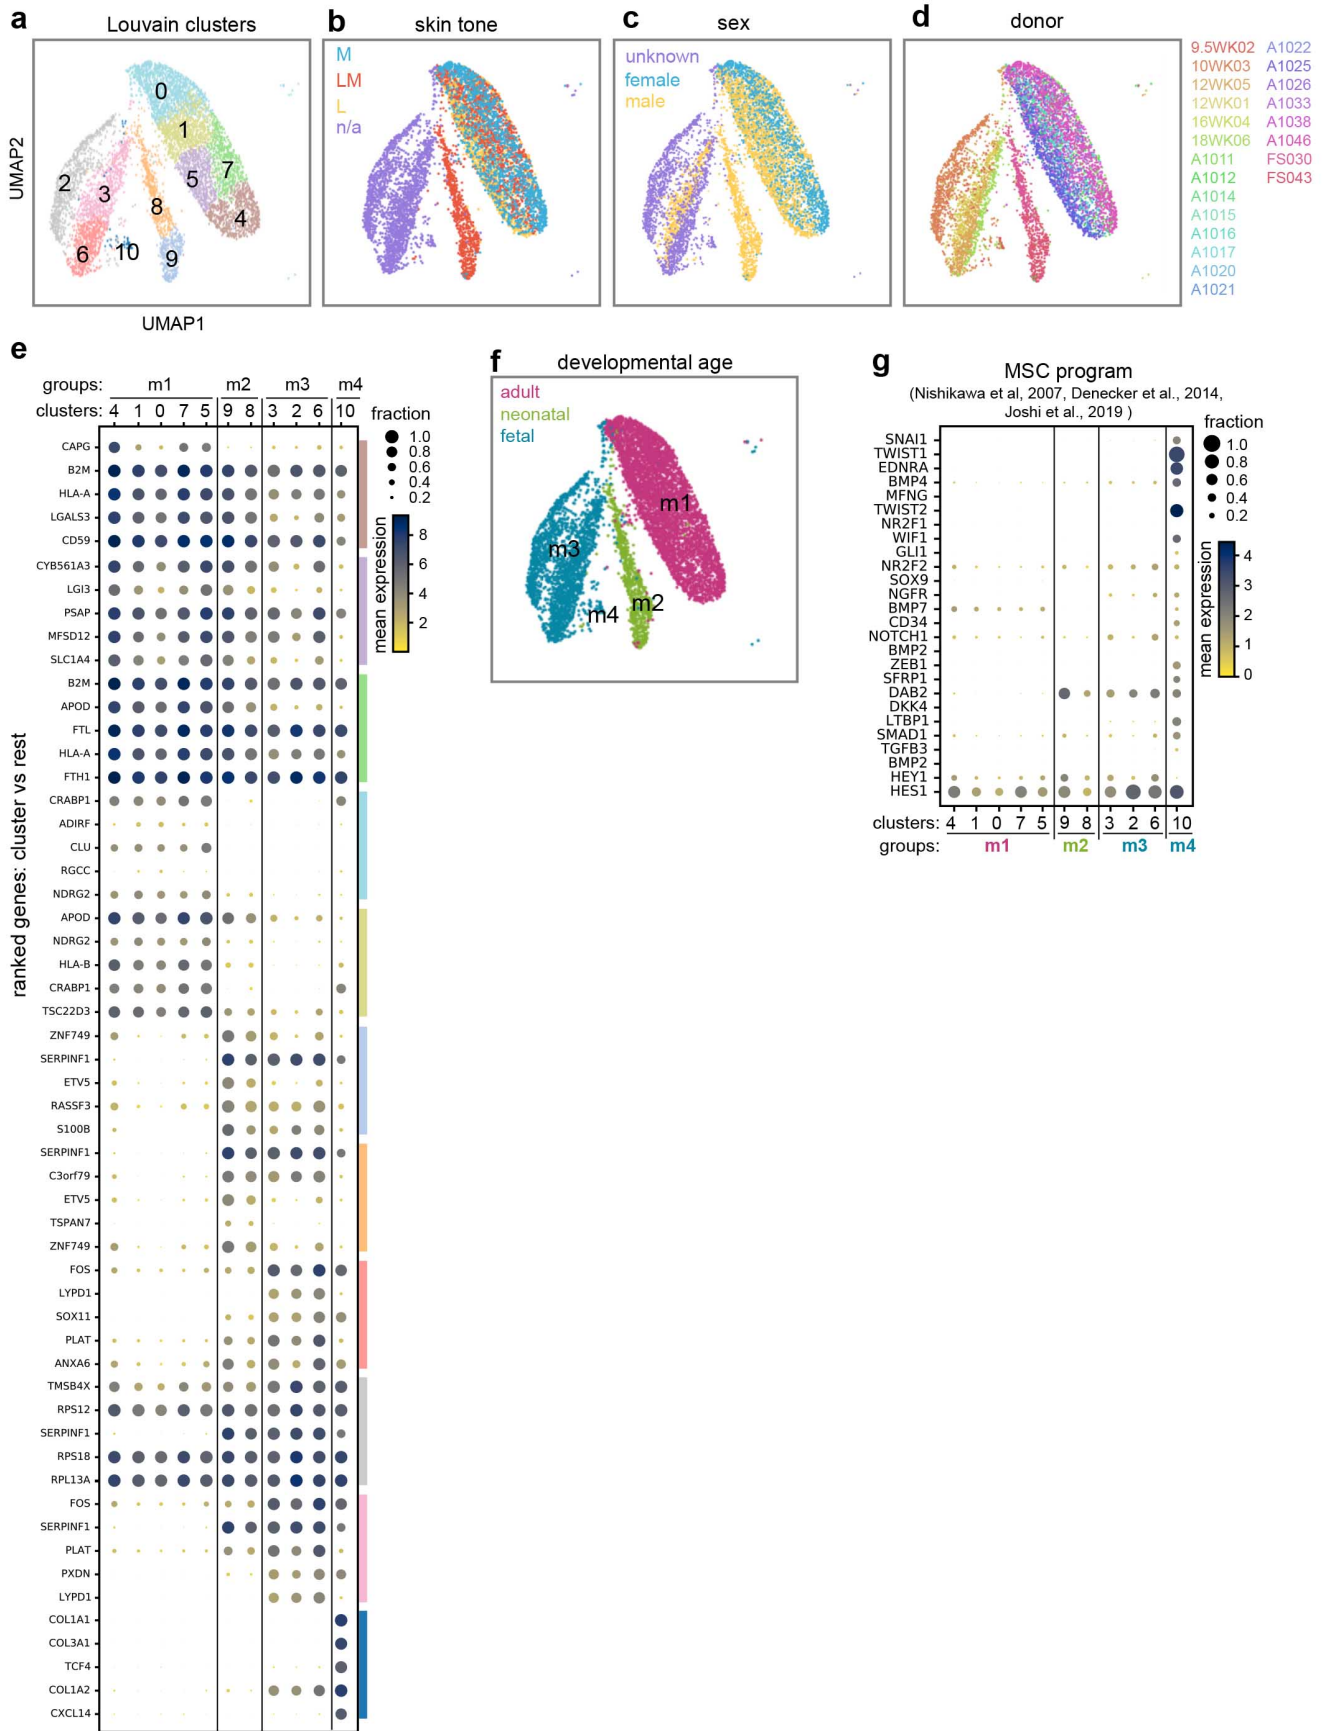 a
Louvain clusters
UMAP2
UMAP1
0
1
2
3
4
5
6
7
8
9
10
b
skin tone
M
LM
L
n/a
c
sex
unknown
female
male
d
donor
9.5WK02 A1022
10WK03 A1025
12WK05 A1026
12WK01 A1033
16WK04 A1038
18WK06 A1046
A1011 FS030
A1012 FS043
A1014
A1015
A1016
A1017
A1020
A1021
e
groups: m1 m2 m3 m4
clusters: 4 1 0 7 5 9 8 3 2 6 10
ranked genes: cluster vs rest
CAPG
B2M
HLA-A
LGALS3
CD59
CYB561A3
LGI3
PSAP
MFSD12
SLC1A4
B2M
APOD
FTL
HLA-A
FTH1
CRABP1
ADIRF
CLU
RGCC
NDRG2
APOD
NDRG2
HLA-B
CRABP1
TSC22D3
ZNF749
SERPINF1
ETV5
RASSF3
S100B
SERPINF1
C3orf79
ETV5
TSPAN7
ZNF749
FOS
LYPD1
SOX11
PLAT
ANXA6
TMSB4X
RPS12
SERPINF1
RPS18
RPL13A
FOS
SERPINF1
PLAT
PXDN
LYPD1
COL1A1
COL3A1
TCF4
COL1A2
CXCL14
fraction
1.0
0.8
0.6
0.4
0.2
mean expression
8
6
4
2
f
developmental age
adult
neonatal
fetal
m1
m3
m2
m4
g
MSC program
(Nishikawa et al, 2007, Denecker et al., 2014,
Joshi et al., 2019 )
SNAI1
TWIST1
EDNRA
BMP4
MFNG
TWIST2
NR2F1
WIF1
GLI1
NR2F2
SOX9
NGFR
BMP7
CD34
NOTCH1
BMP2
ZEB1
SFRP1
DAB2
DKK4
LTBP1
SMAD1
TGFB3
BMP2
HEY1
HES1
clusters: 4 1 0 7 5 9 8 3 2 6 10
groups: m1 m2 m3 m4
fraction
1.0
0.8
0.6
0.4
0.2
mean expression
4
3
2
1
0